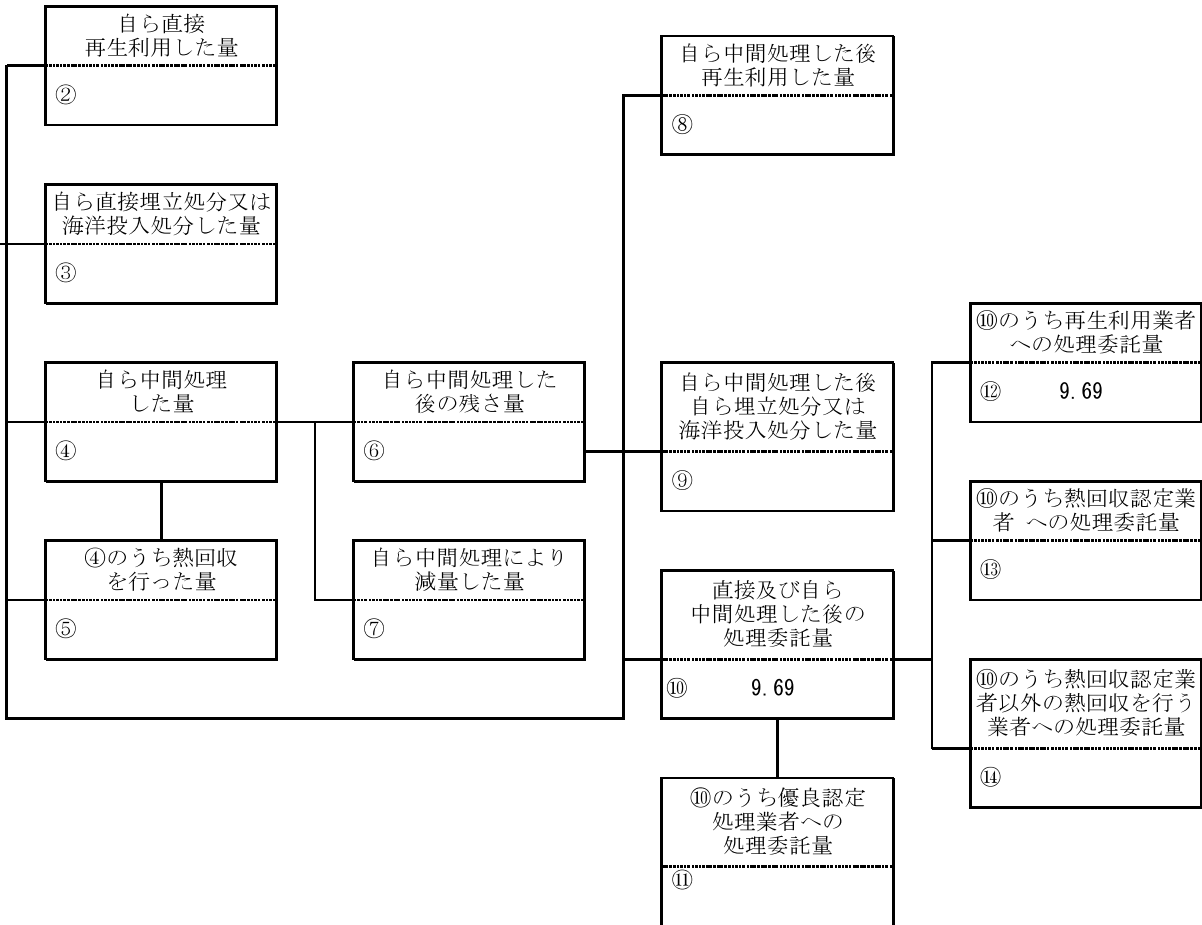 自ら直接
再生利用した量
②
自ら直接埋立処分又は
海洋投入処分した量
③
自ら中間処理
した量
④
④のうち熱回収
を行った量
⑤
自ら中間処理した
後の残さ量
⑥
自ら中間処理により
減量した量
⑦
自ら中間処理した後
再生利用した量
⑧
自ら中間処理した後
自ら埋立処分又は
海洋投入処分した量
⑨
直接及び自ら
中間処理した後の
処理委託量
⑩ 9.69
⑩のうち優良認定
処理業者への
処理委託量
⑪
⑩のうち再生利用業者
への処理委託量
⑫ 9.69
⑩のうち熱回収認定業
者 への処理委託量
⑬
⑩のうち熱回収認定業
者以外の熱回収を行う
業者への処理委託量
⑭